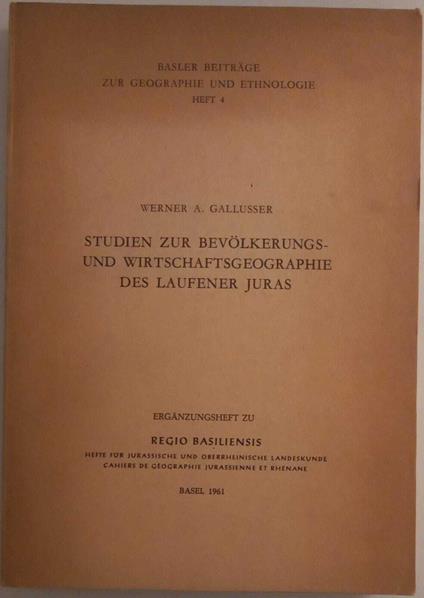 BASLER BEITRÄGE
ZUR GEOGRAPHIE UND ETHNOLOGIE
HEFT 4
WERNER A. GALLUSSER
STUDIEN ZUR BEVÖLKERUNGS-
UND WIRTSCHAFTSGEOGRAPHIE
DES LAUFENER JURAS
ERGÄNZUNGSHEFT ZU
REGIO BASILIENSIS
HEFTE FÜR JURASSISCHE UND OBERRHEINISCHE LANDESKUNDE
CAHIERS DE GÉOGRAPHIE JURASSIENNE ET RHÉNANE
BASEL 1961